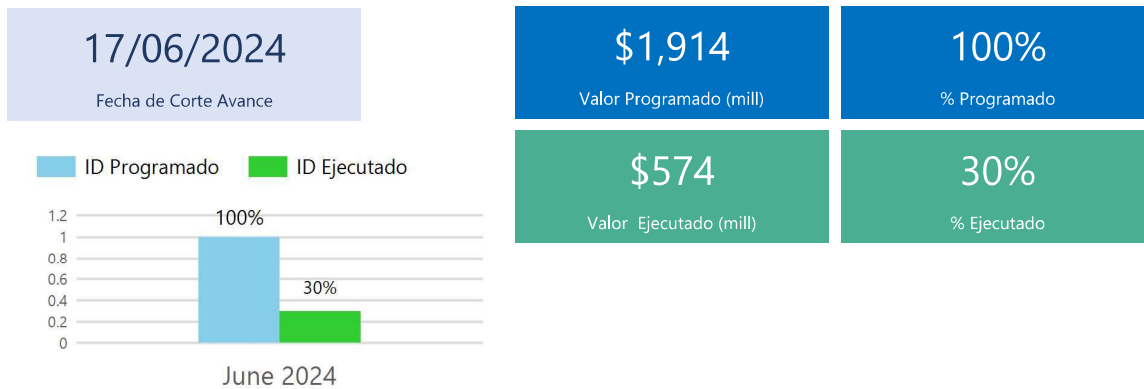 17/06/2024
Fecha de Corte Avance
$1,914
Valor Programado (mill)
100%
% Programado
$574
Valor  Ejecutado (mill)
30%
% Ejecutado
ID Programado
ID Ejecutado
1.2
1
0.8
0.6
0.4
0.2
0
100%
30%
June 2024